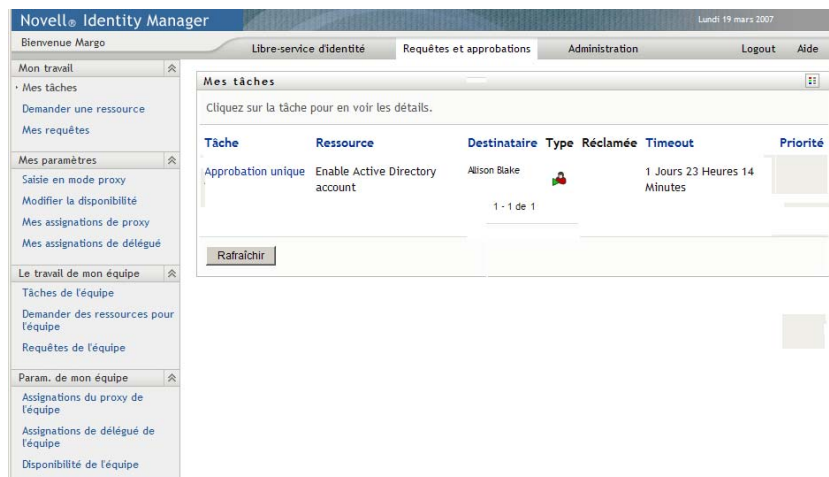 Novell® Identity Manager
Lundi 19 mars 2007
Bienvenue Margo
Libre-service d'identité
Requêtes et approbations
Administration
Logout
Aide
Mon travail
Mes tâches
Demander une ressource
Mes requêtes
Mes paramètres
Saisie en mode proxy
Modifier la disponibilité
Mes assignations de proxy
Mes assignations de délégué
Le travail de mon équipe
Tâches de l'équipe
Demander des ressources pour
l'équipe
Requêtes de l'équipe
Param. de mon équipe
Assignations du proxy de
l'équipe
Assignations de délégué de
l'équipe
Disponibilité de l'équipe
Mes tâches
Cliquez sur la tâche pour en voir les détails.
Tâche Ressource Destinataire Type Réclamée Timeout Priorité
Approbation unique Enable Active Directory Allison Blake 1 Jours 23 Heures 14
account Minutes
1 - 1 de 1
Rafraîchir